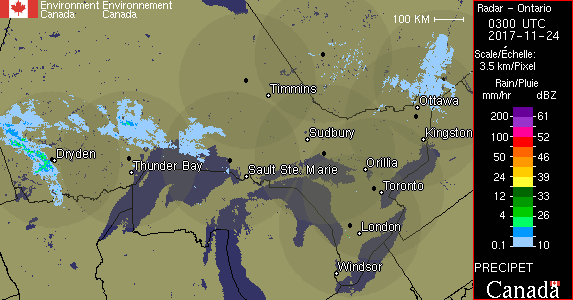 Environment Environnement
Canada Canada
100 KM
Timmins
Ottawa
Sudbury
Kingston
Dryden
Thunder Bay
Sault Ste. Marie
Orillia
Toronto
London
Windsor
Radar - Ontario
0300 UTC
2017-11-24
Scale/Échelle:
3.5 km/Pixel
Rain/Pluie
mm/hr dBZ
200 61
100 52
50 46
24 39
12 33
4 26
0.1 10
PRECIPET
Canada